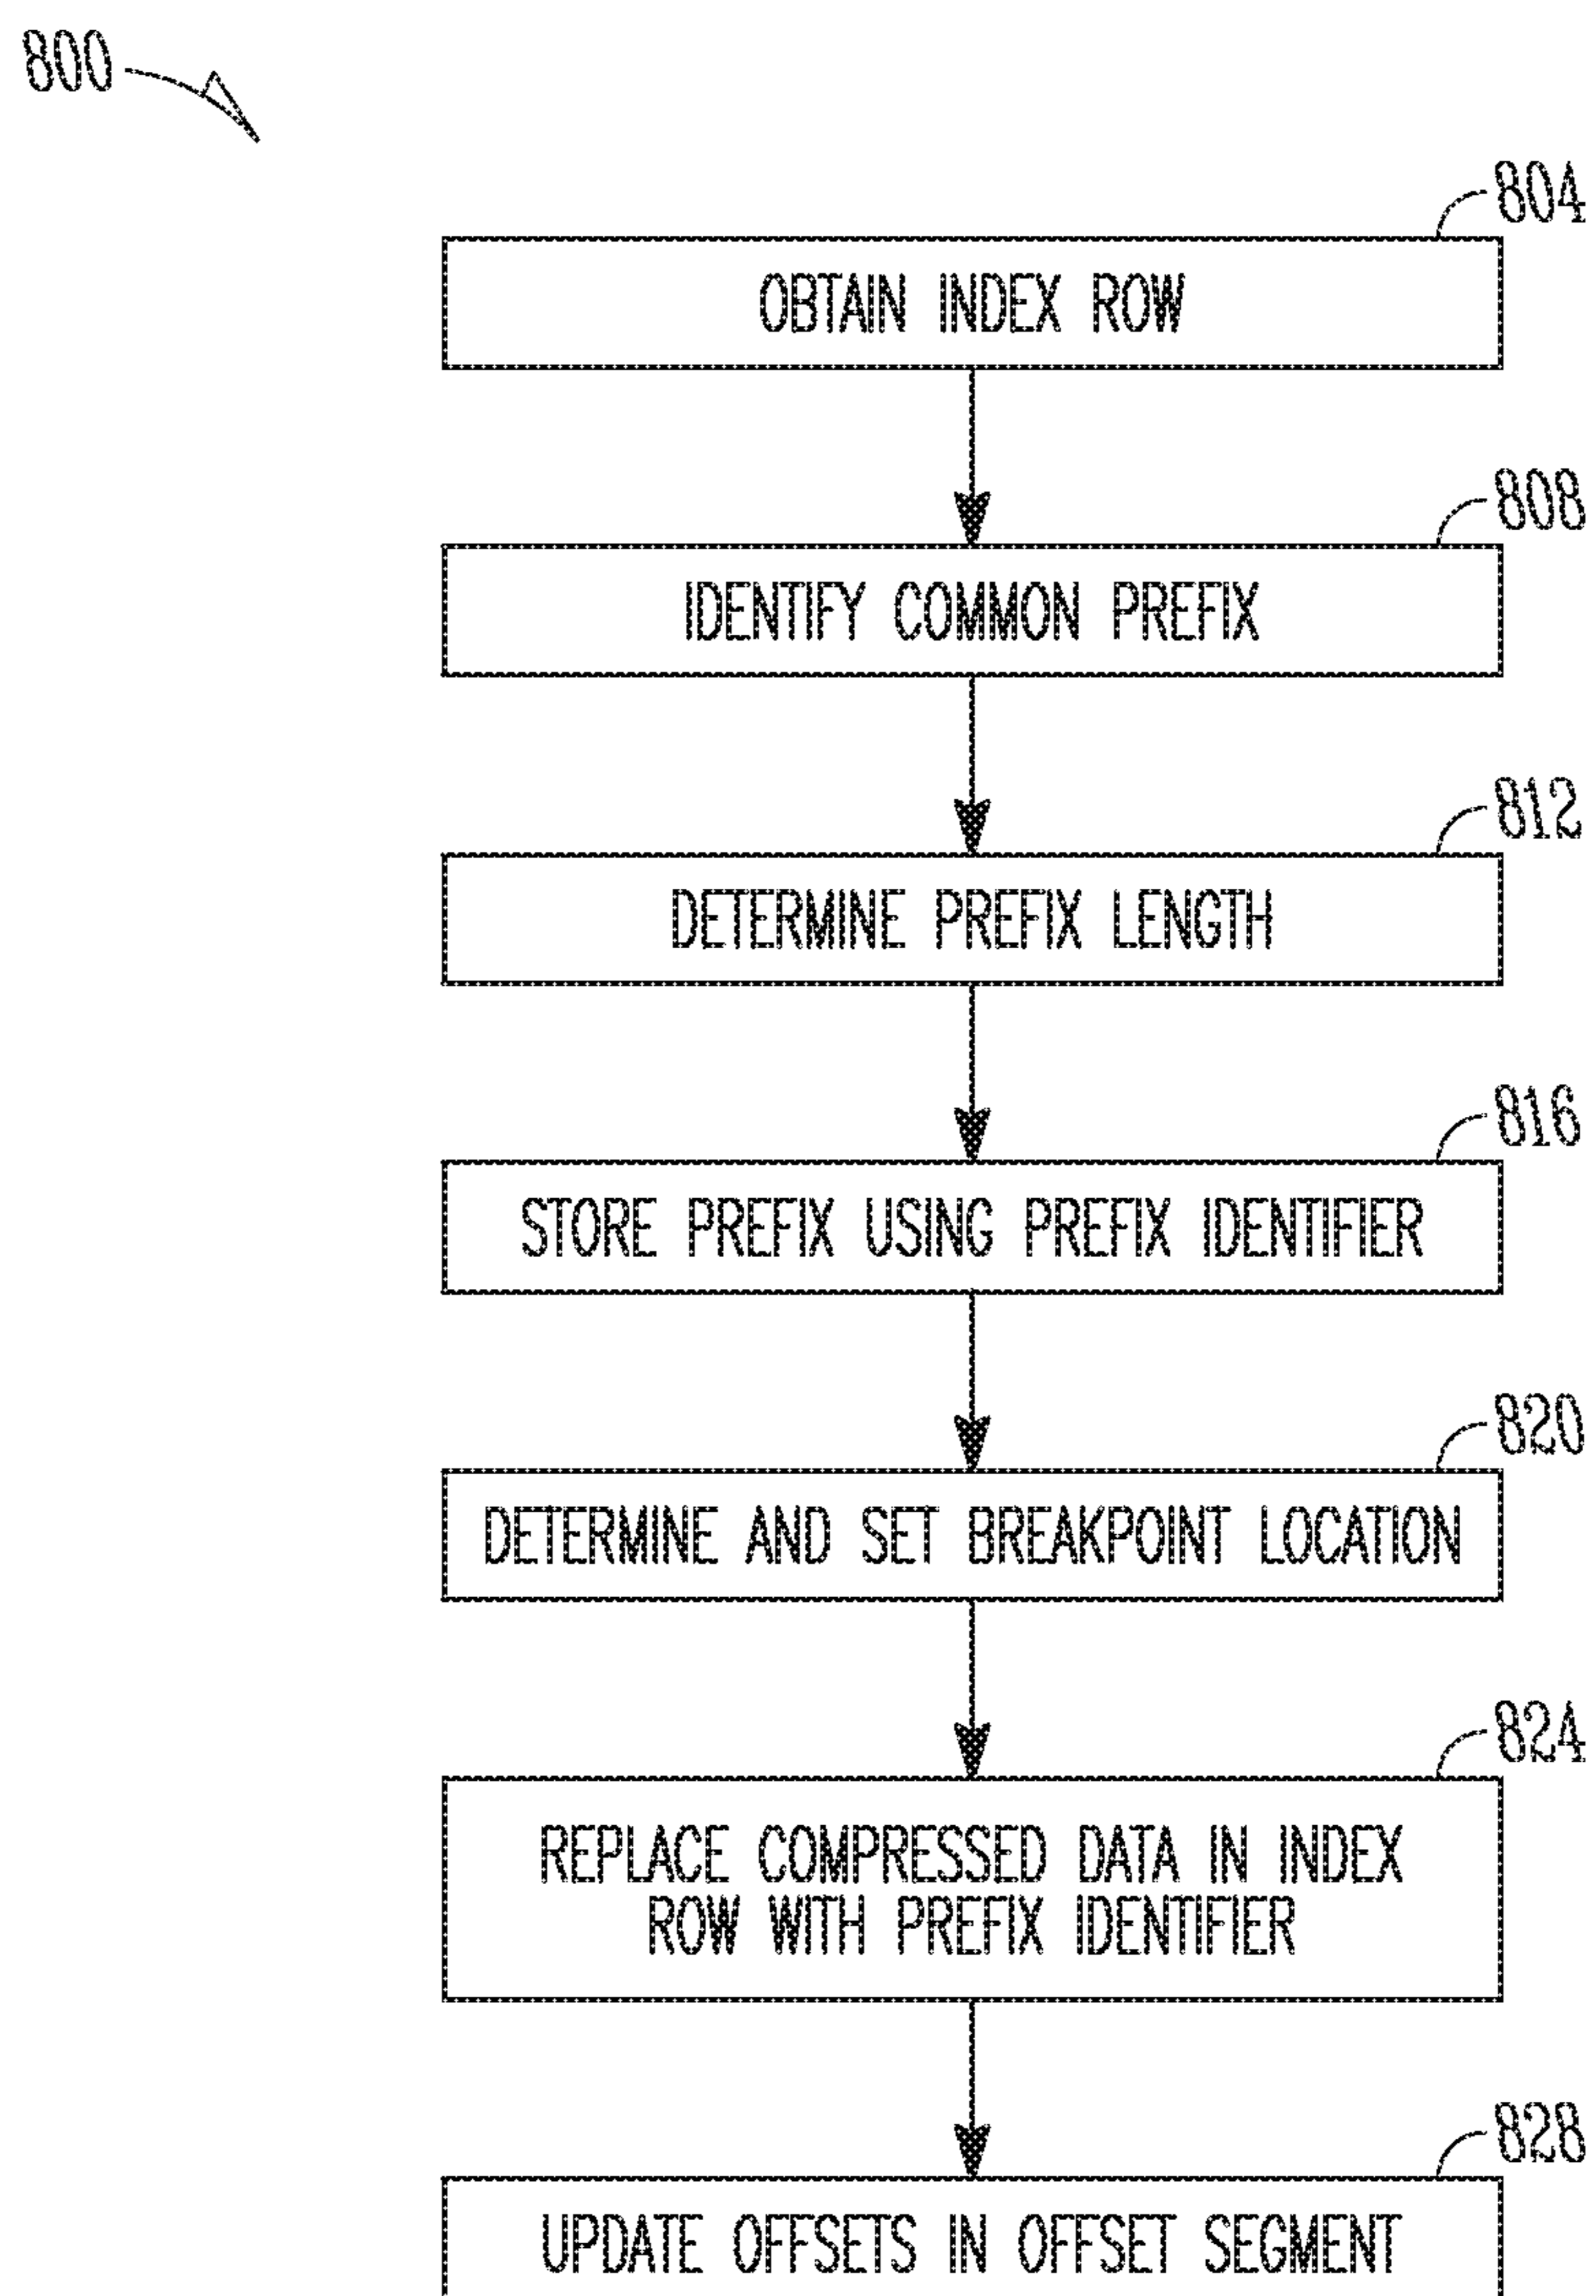 800
804
OBTAIN INDEX ROW
808
IDENTIFY COMMON PREFIX
812
DETERMINE PREFIX LENGTH
816
STORE PREFIX USING PREFIX IDENTIFIER
820
DETERMINE AND SET BREAKPOINT LOCATION
824
REPLACE COMPRESSED DATA IN INDEX
ROW WITH PREFIX IDENTIFIER
828
UPDATE OFFSETS IN OFFSET SEGMENT